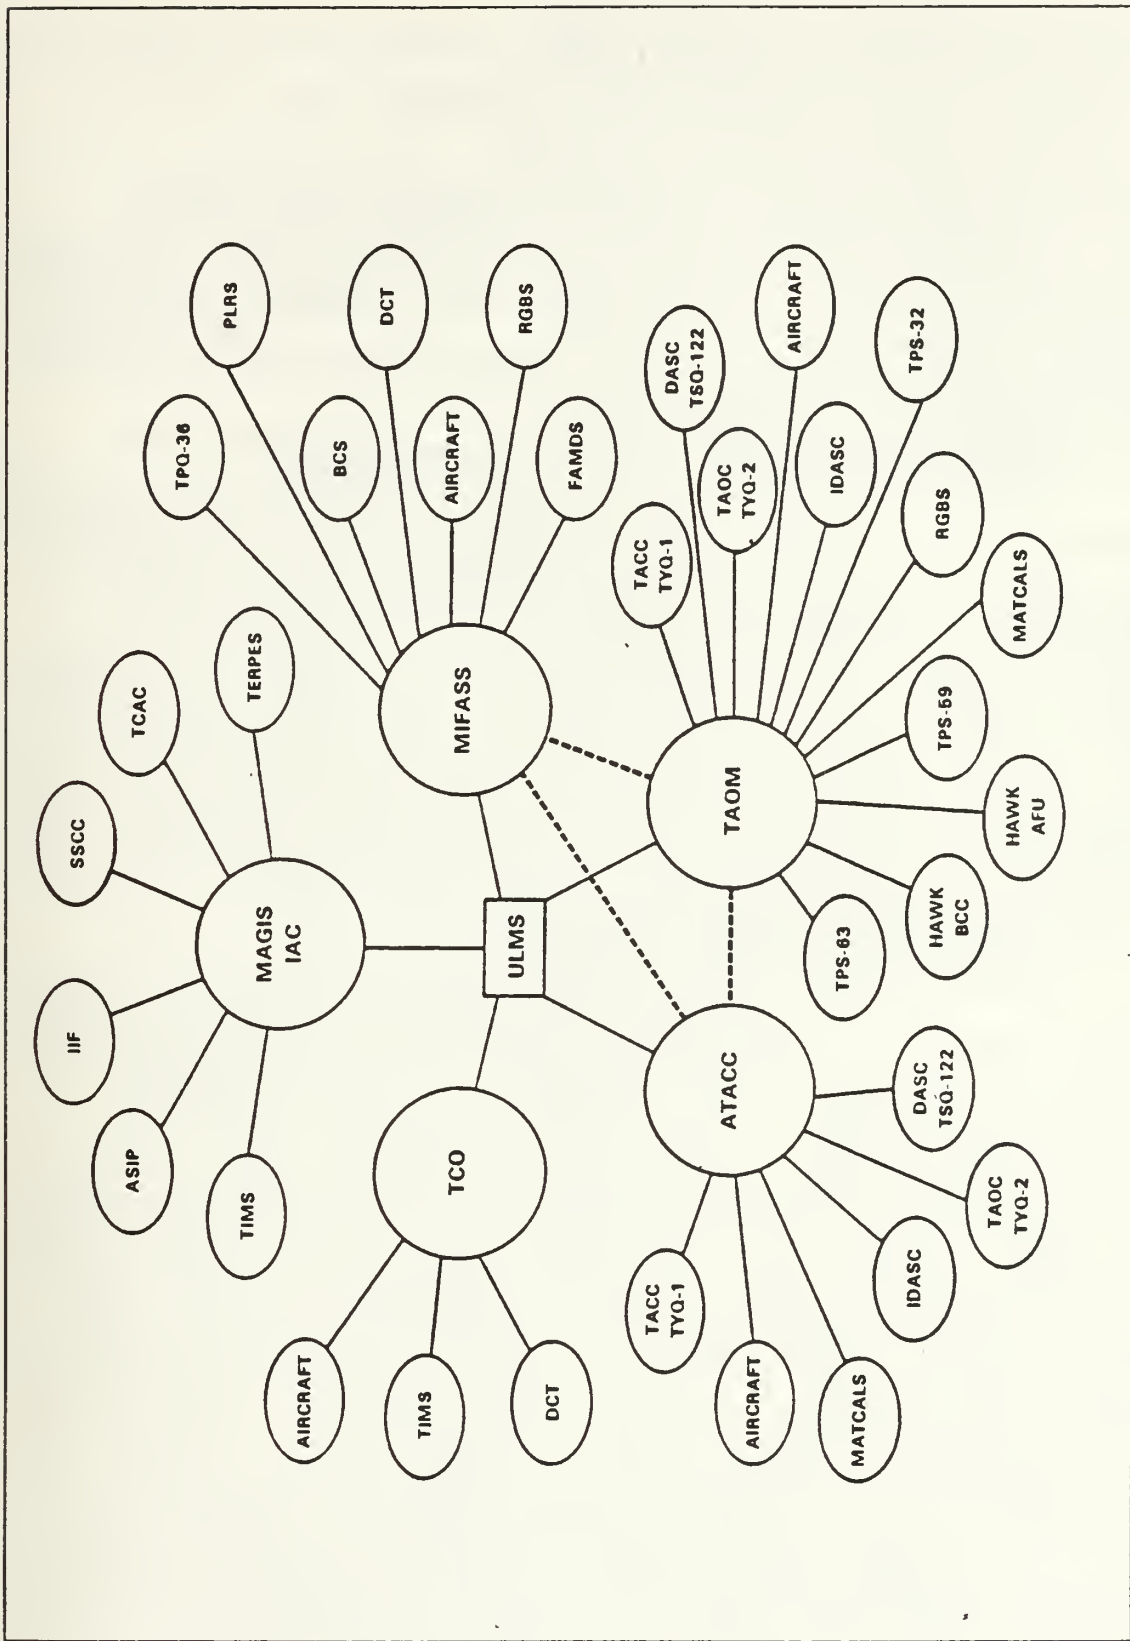 IIF
SSCC
TCAC
ASIP
TIMS
TERPES
MAGIS
IAC
TPQ-36
PLRS
BCS
DCT
AIRCRAFT
RGBS
FAMDS
MIFASS
AIRCRAFT
TIMS
DCT
TCO
ULMS
TACC
TYQ-1
AIRCRAFT
MATCALS
IDASC
TAOC
TYQ-2
DASC
TSQ-122
ATACC
TAOM
TACC
TYQ-1
DASC
TSQ-122
TAOC
TYQ-2
AIRCRAFT
IDASC
TPS-32
RGBS
MATCALS
TPS-59
HAWK
AFU
HAWK
BCC
TPS-63